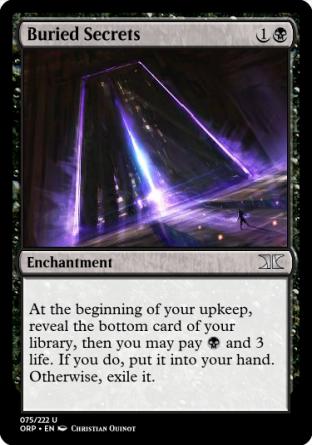 Buried Secrets 1
Enchantment
At the beginning of your upkeep,
reveal the bottom card of your
library, then you may pay and 3
life. If you do, put it into your hand.
Otherwise, exile it.
075/222 U
ORP • EN Christian Quinot